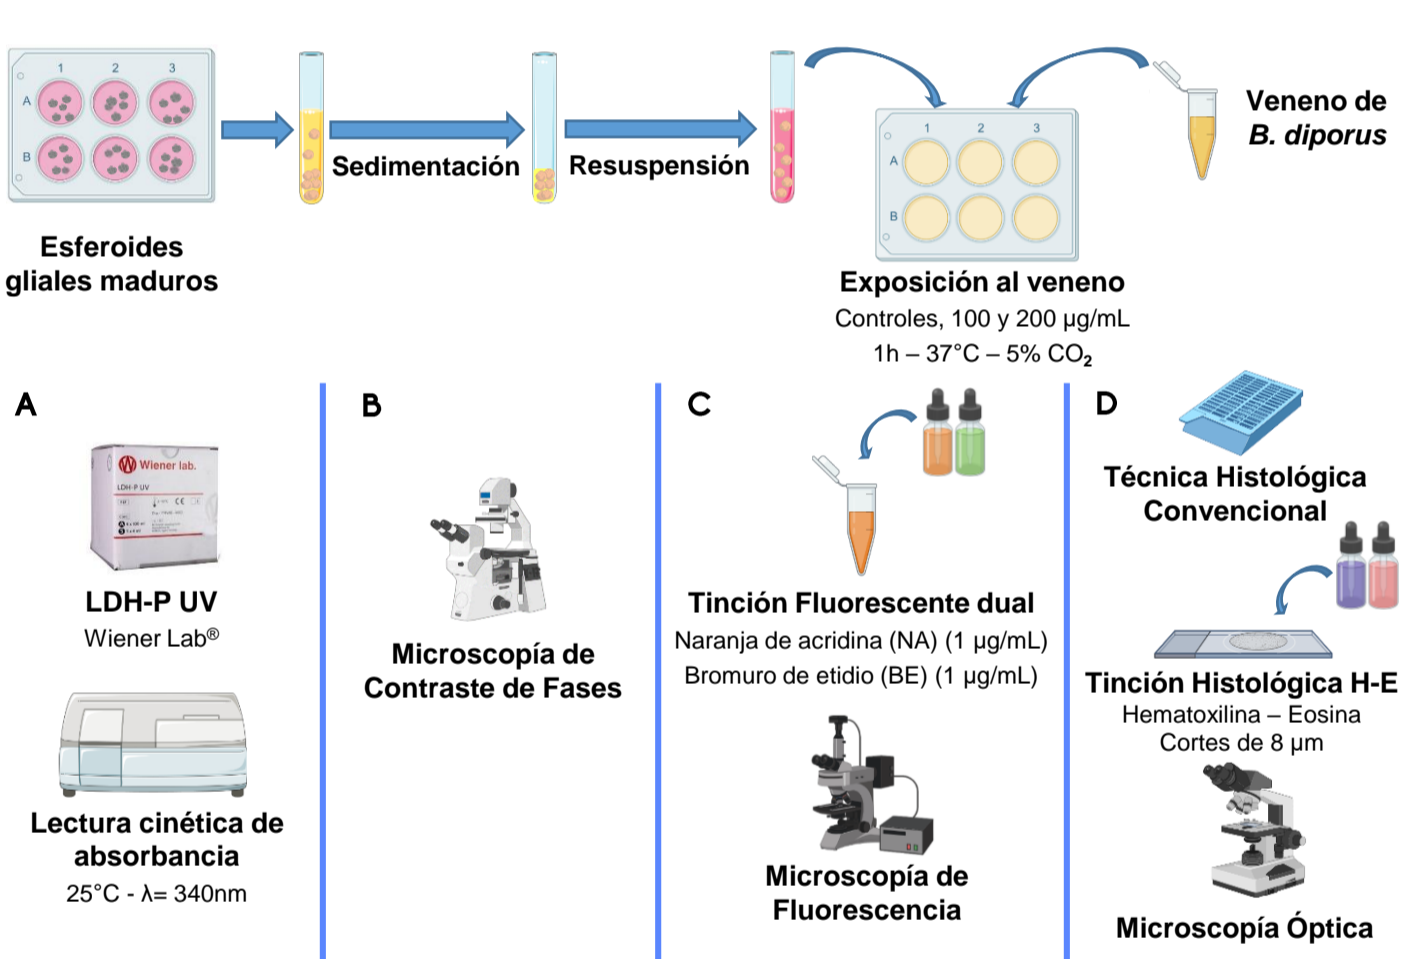 1 2 3
A
B
Esferoides
gliales maduros
Sedimentación
Resuspensión
1 2 3
A
B
Veneno de
B. diporus
Exposición al veneno
Controles, 100 y 200 µg/mL
1h – 37°C – 5% CO₂
A
Wiener lab.
LDH-P UV
CE
LDH-P UV
Wiener Lab®
Lectura cinética de
absorbancia
25°C - λ= 340nm
B
Microscopía de
Contraste de Fases
C
Tinción Fluorescente dual
Naranja de acridina (NA) (1 µg/mL)
Bromuro de etidio (BE) (1 µg/mL)
Microscopía de
Fluorescencia
D
Técnica Histológica
Convencional
Tinción Histológica H-E
Hematoxilina – Eosina
Cortes de 8 µm
Microscopía Óptica